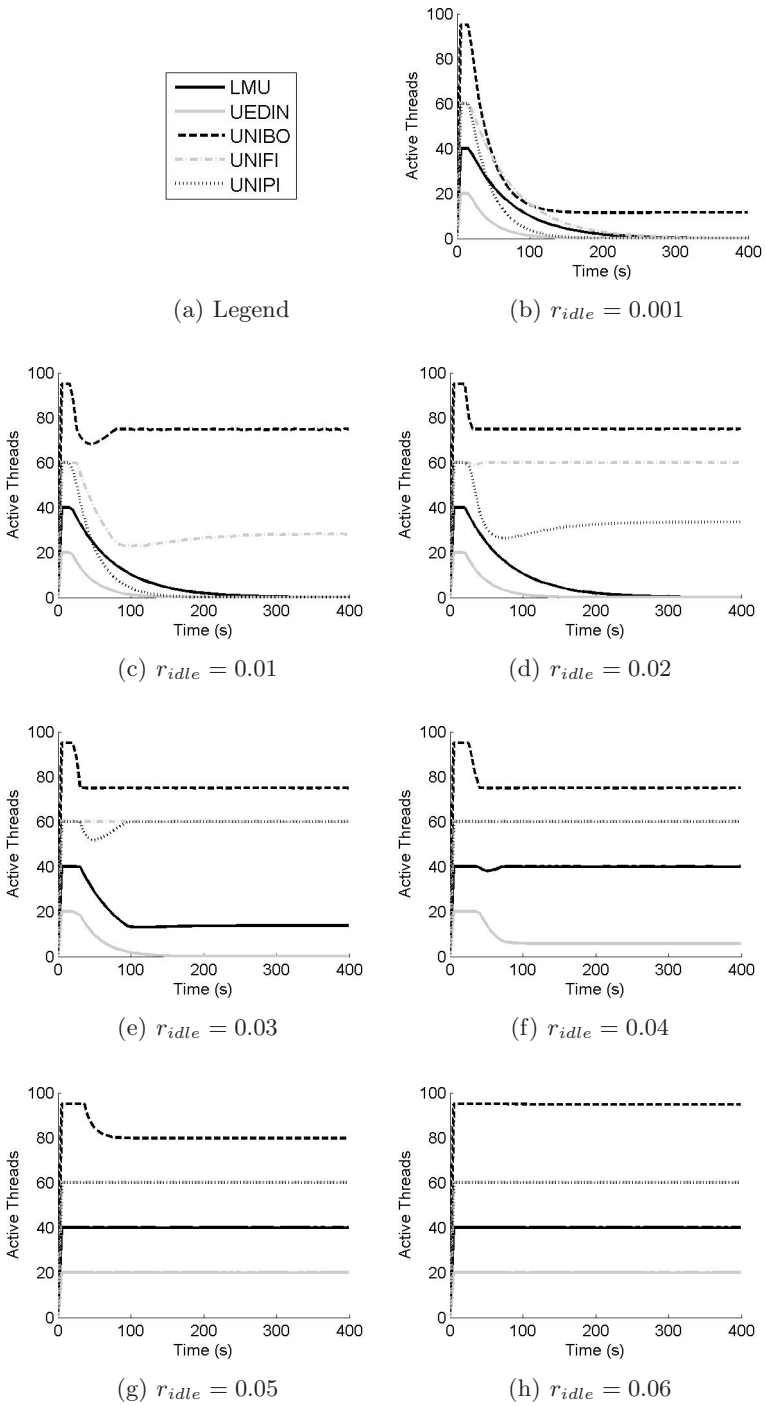 LMU
UEDIN
UNIBO
UNIFI
UNIPI
(a) Legend
100
80
60
40
20
0
Active Threads
0 100 200 300 400
Time (s)
(b) r_idle = 0.001
100
80
60
40
20
0
Active Threads
0 100 200 300 400
Time (s)
(c) r_idle = 0.01
100
80
60
40
20
0
Active Threads
0 100 200 300 400
Time (s)
(d) r_idle = 0.02
100
80
60
40
20
0
Active Threads
0 100 200 300 400
Time (s)
(e) r_idle = 0.03
100
80
60
40
20
0
Active Threads
0 100 200 300 400
Time (s)
(f) r_idle = 0.04
100
80
60
40
20
0
Active Threads
0 100 200 300 400
Time (s)
(g) r_idle = 0.05
100
80
60
40
20
0
Active Threads
0 100 200 300 400
Time (s)
(h) r_idle = 0.06